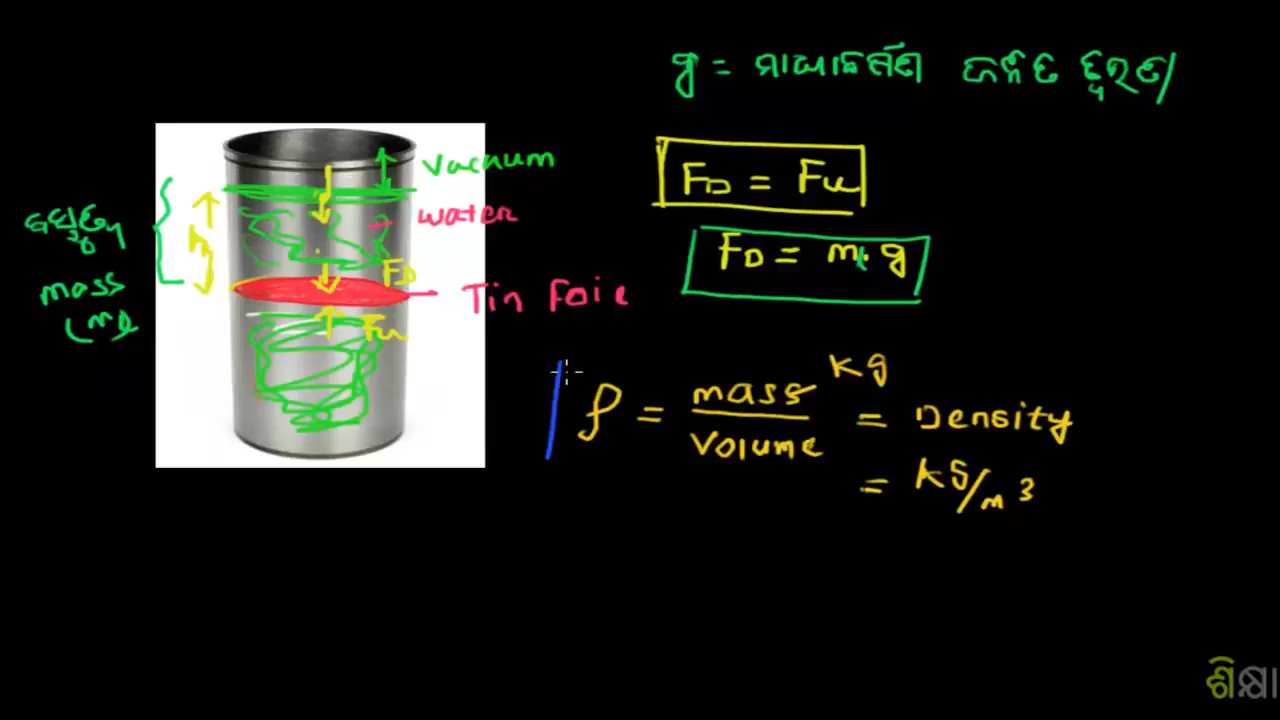 g = ମାଧ୍ୟାକର୍ଷଣ ଜନିତ ତ୍ୱରଣ
Vacuum
FD = Fu
water
h
mass
FD
FD = m. g
Tin Foil
Fu
Kg
ρ = mass / Volume = Density
= kg/m3
ଶିକ୍ଷା